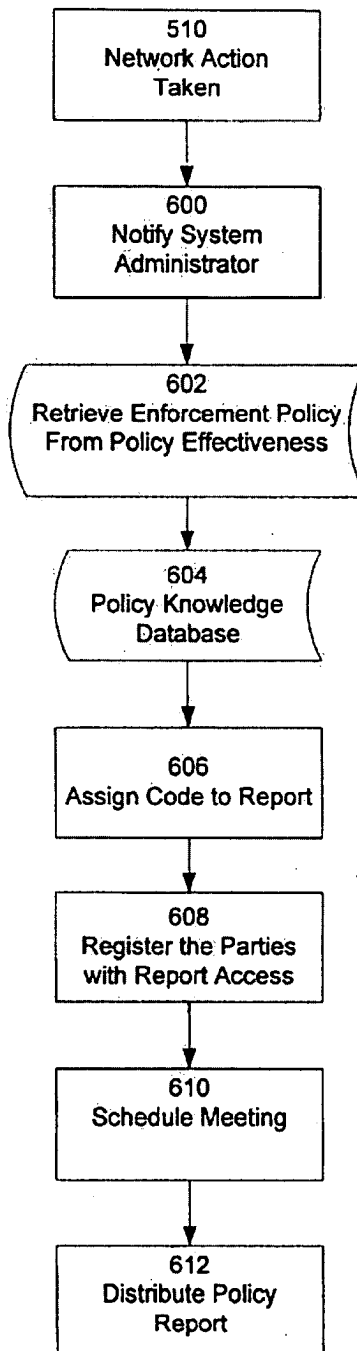 510
Network Action
Taken
600
Notify System
Administrator
602
Retrieve Enforcement Policy
From Policy Effectiveness
604
Policy Knowledge
Database
606
Assign Code to Report
608
Register the Parties
with Report Access
610
Schedule Meeting
612
Distribute Policy
Report